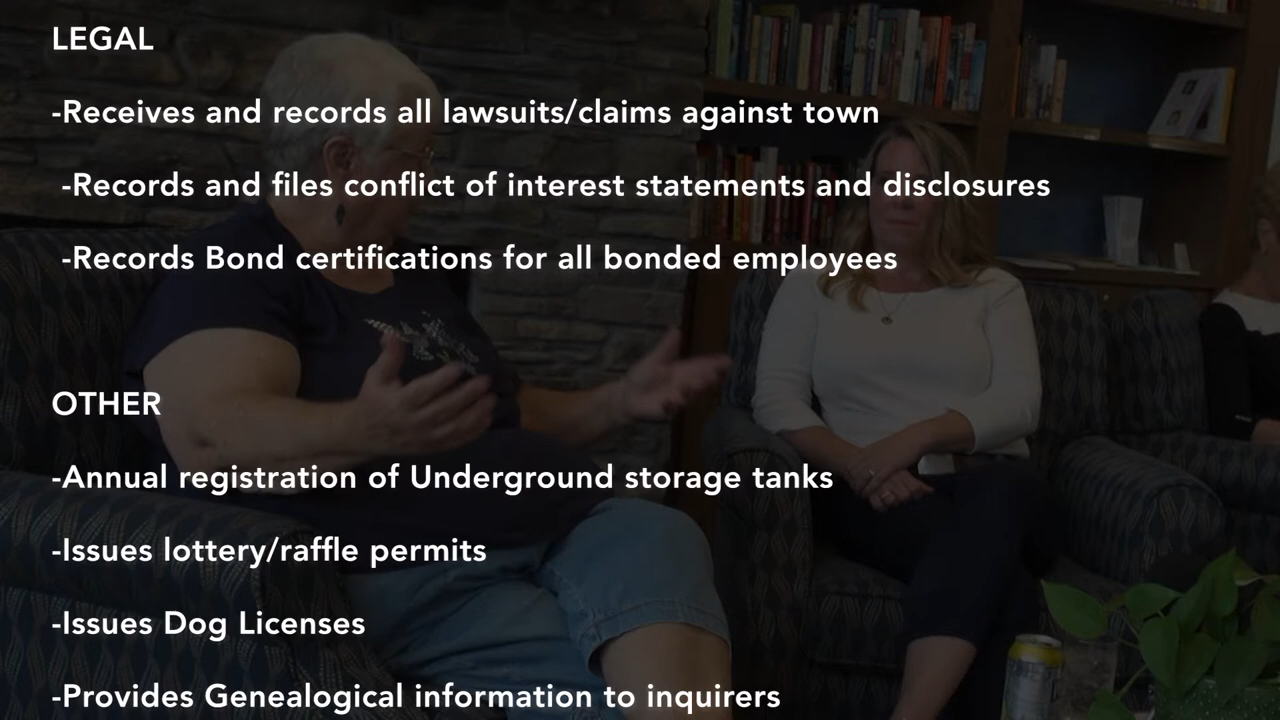 LEGAL
-Receives and records all lawsuits/claims against town
-Records and files conflict of interest statements and disclosures
-Records Bond certifications for all bonded employees
OTHER
-Annual registration of Underground storage tanks
-Issues lottery/raffle permits
-Issues Dog Licenses
-Provides Genealogical information to inquirers